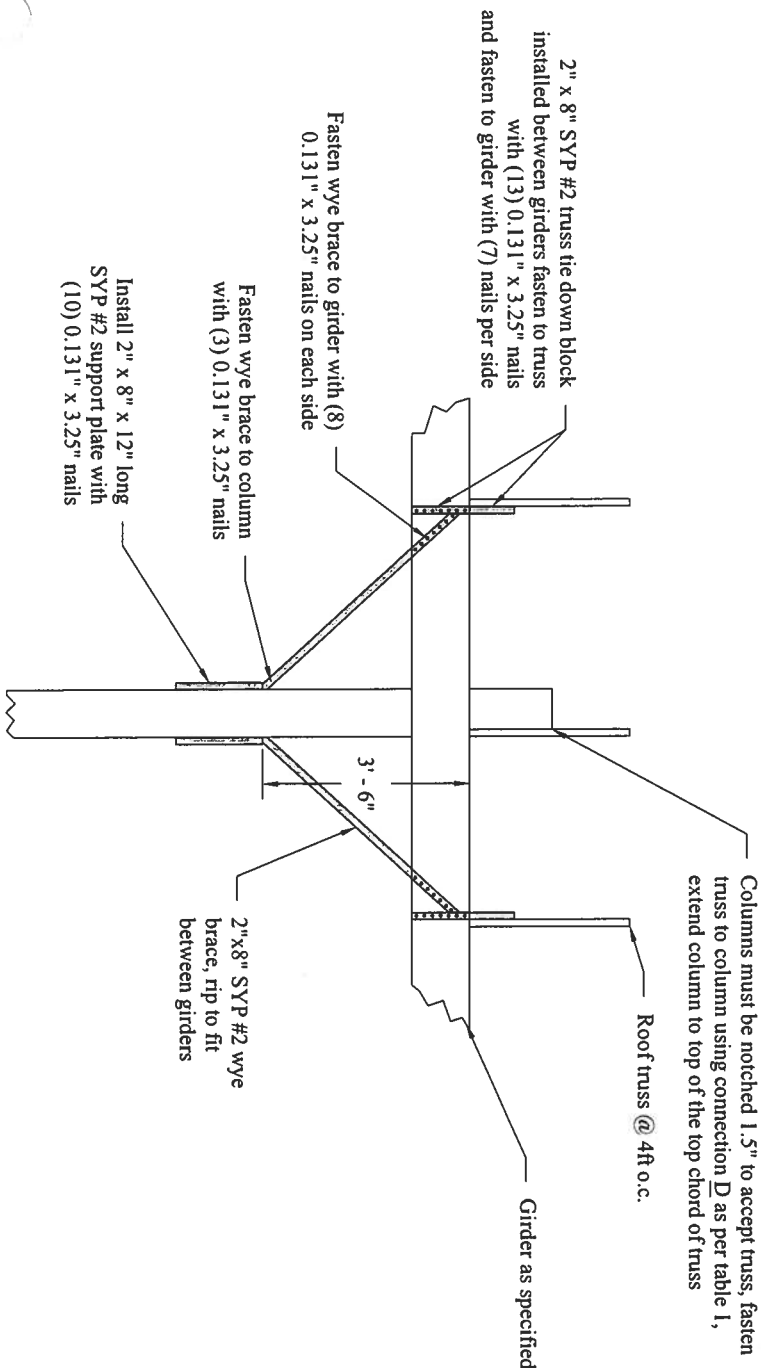 Columns must be notched 1.5" to accept truss, fasten
truss to column using connection D as per table 1,
extend column to top of the top chord of truss
Roof truss @ 4ft o.c.
Girder as specified
2" x 8" SYP #2 truss tie down block
installed between girders fasten to truss
with (13) 0.131" x 3.25" nails
and fasten to girder with (7) nails per side
Fasten wye brace to girder with (8)
0.131" x 3.25" nails on each side
3' - 6"
Fasten wye brace to column
with (3) 0.131" x 3.25" nails
2"x8" SYP #2 wye
brace, rip to fit
between girders
Install 2" x 8" x 12" long
SYP #2 support plate with
(10) 0.131" x 3.25" nails